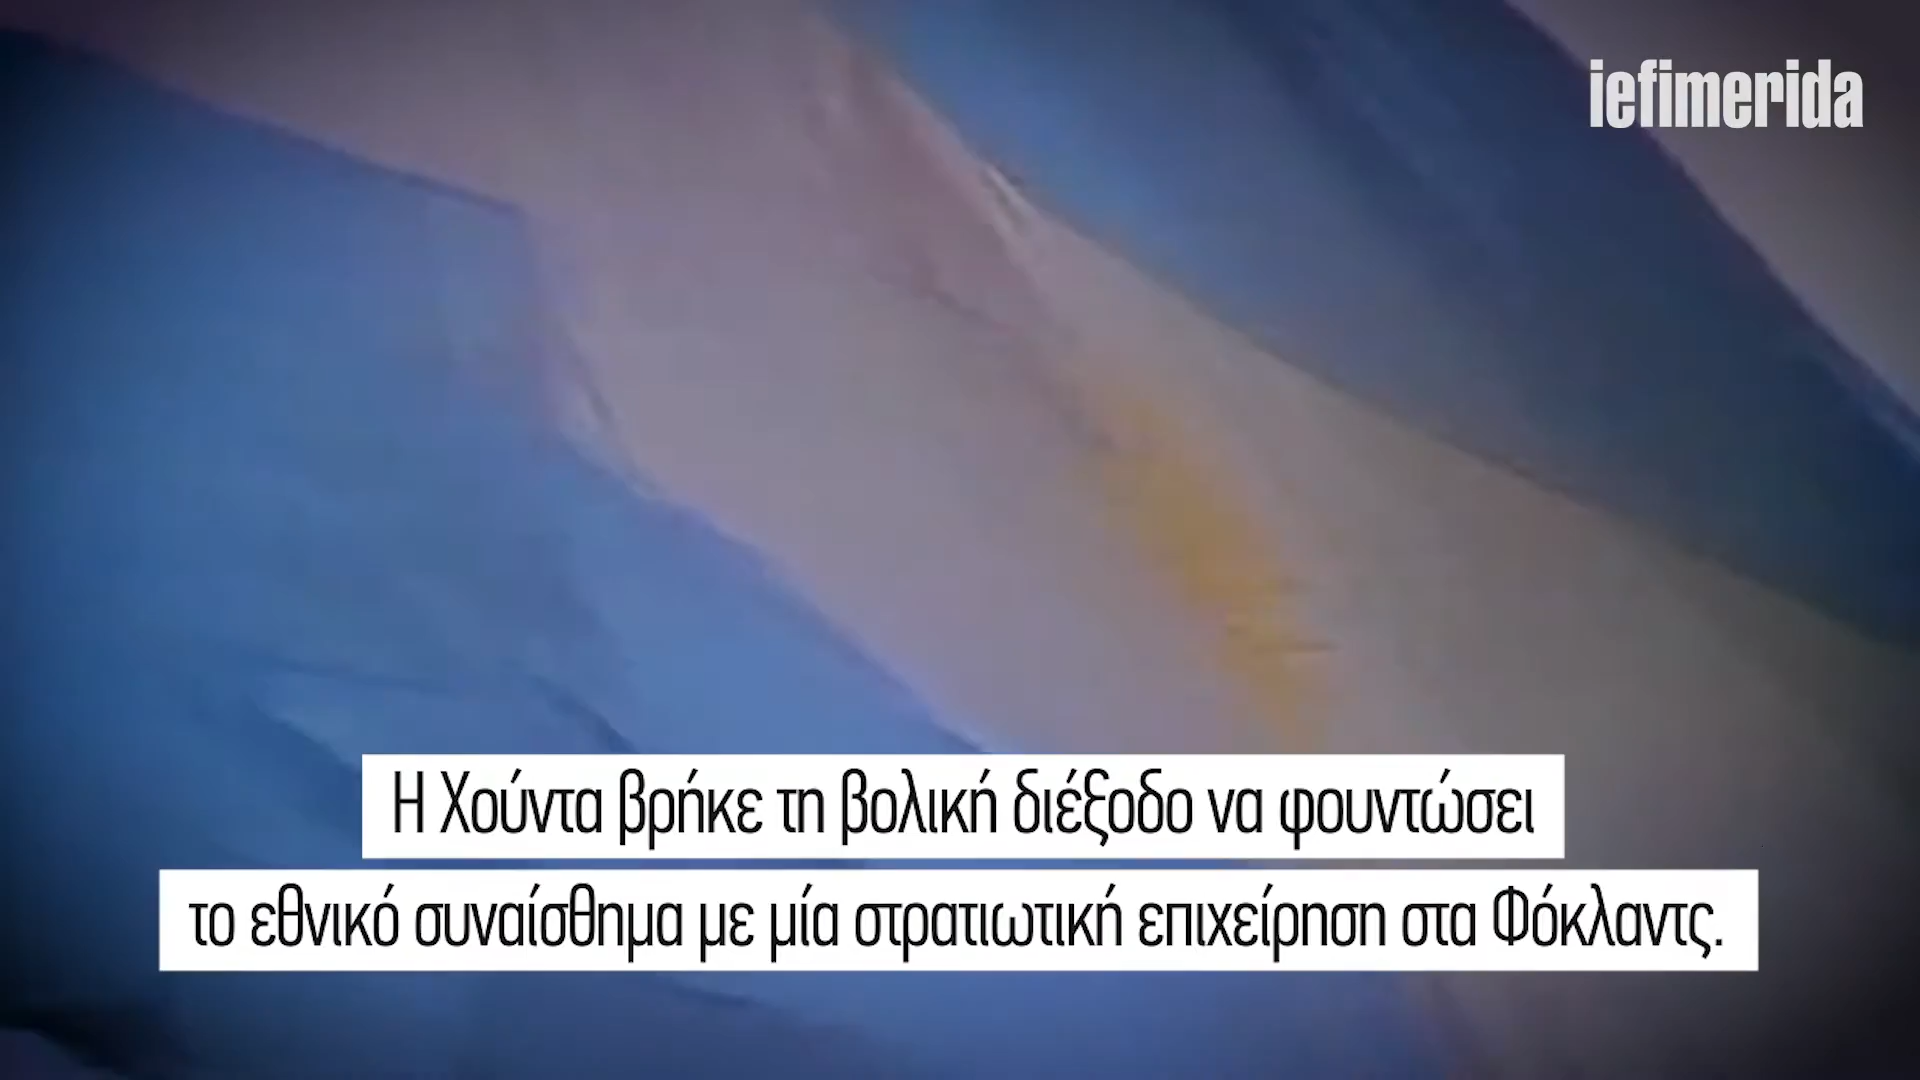 iefimerida
Η Χούντα βρήκε τη βολική διέξοδο να φουντώσει
το εθνικό συναίσθημα με μία στρατιωτική επιχείρηση στα Φόκλαντς.